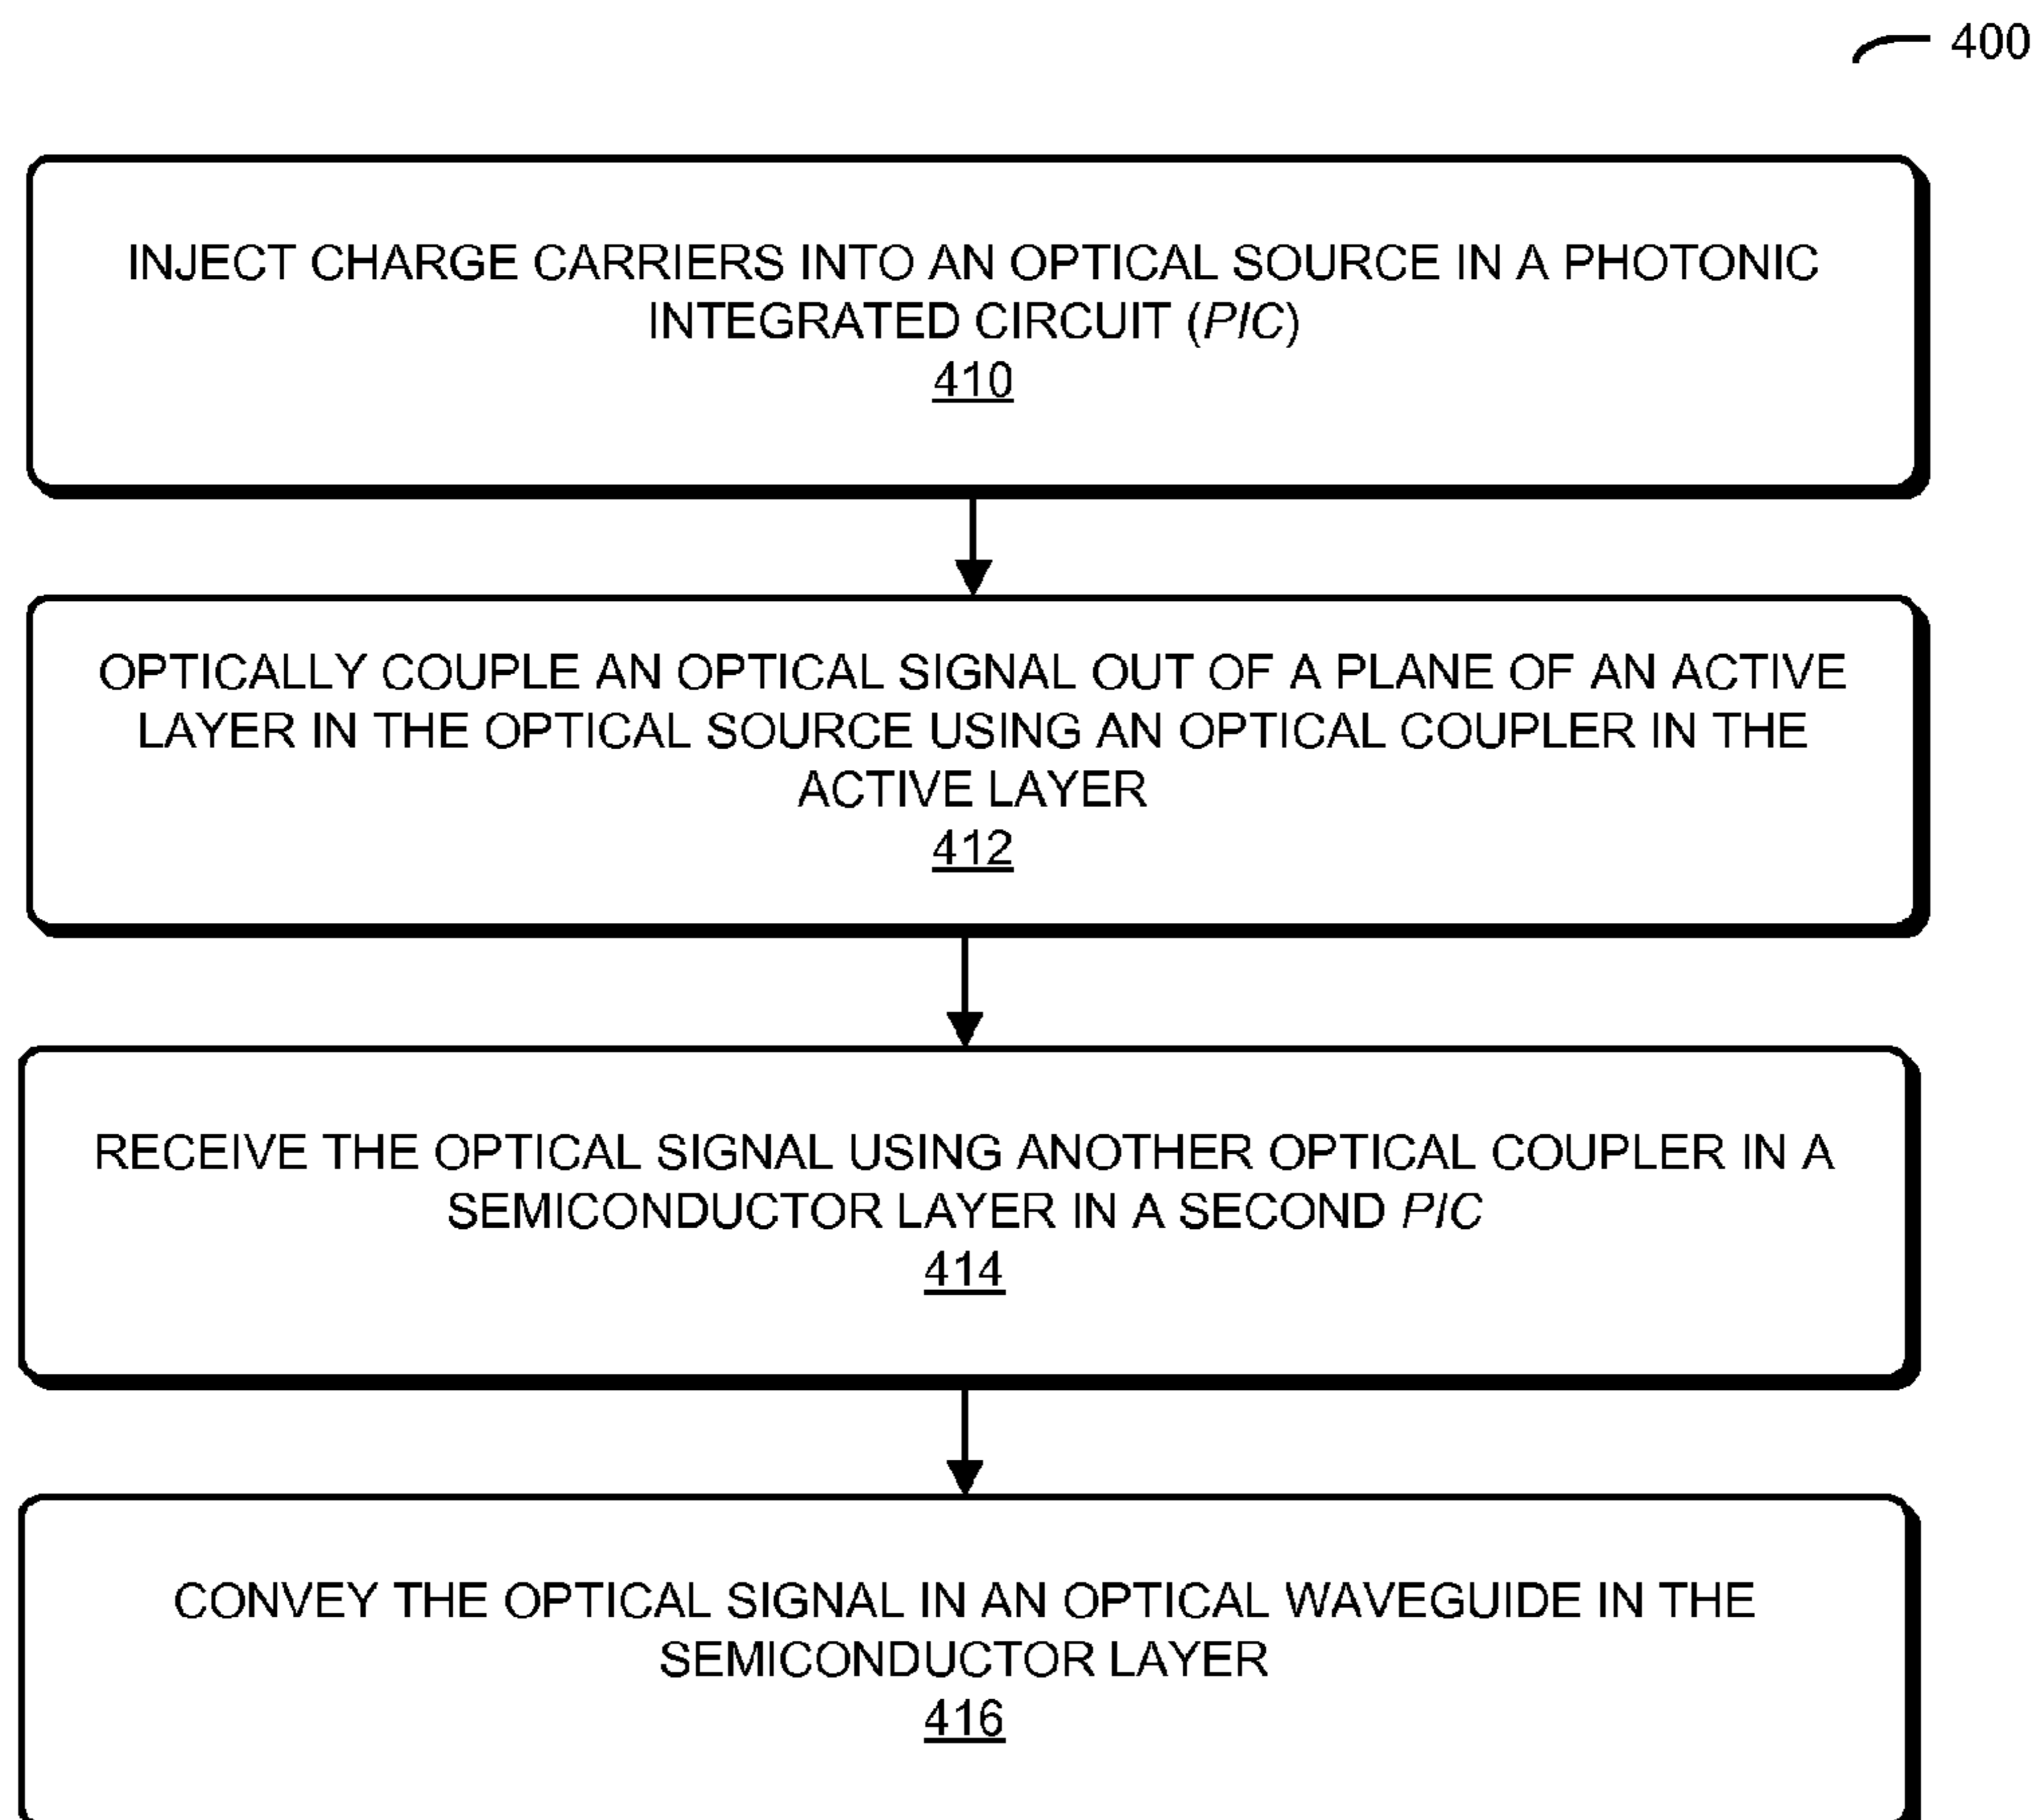 400
INJECT CHARGE CARRIERS INTO AN OPTICAL SOURCE IN A PHOTONIC
INTEGRATED CIRCUIT (PIC)
410
OPTICALLY COUPLE AN OPTICAL SIGNAL OUT OF A PLANE OF AN ACTIVE
LAYER IN THE OPTICAL SOURCE USING AN OPTICAL COUPLER IN THE
ACTIVE LAYER
412
RECEIVE THE OPTICAL SIGNAL USING ANOTHER OPTICAL COUPLER IN A
SEMICONDUCTOR LAYER IN A SECOND PIC
414
CONVEY THE OPTICAL SIGNAL IN AN OPTICAL WAVEGUIDE IN THE
SEMICONDUCTOR LAYER
416